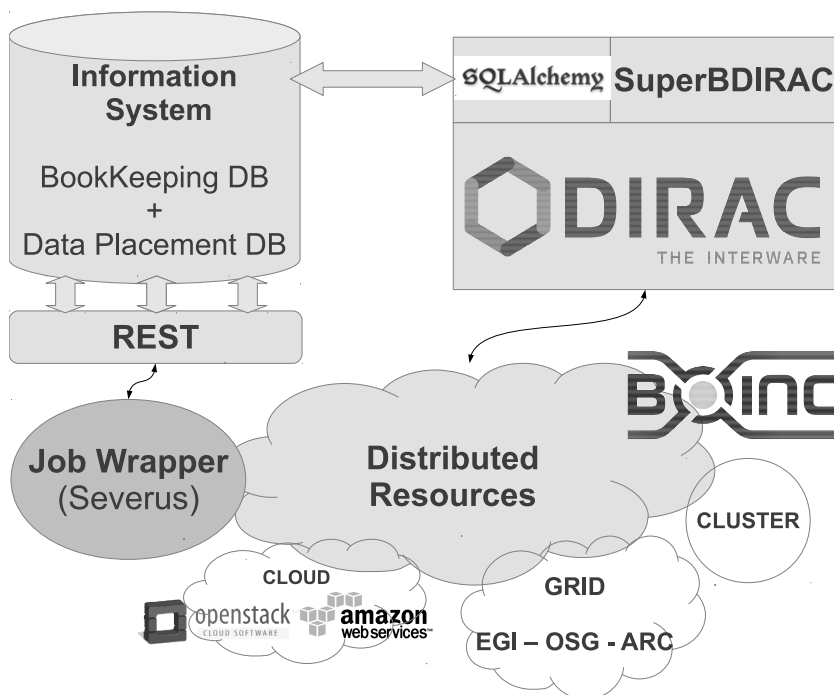 Information
System
BookKeeping DB
+
Data Placement DB
SQLAlchemy
SuperBDIRAC
DIRAC
THE INTERWARE
REST
BOINC
Job Wrapper
(Severus)
Distributed
Resources
CLUSTER
CLOUD
openstack
CLOUD SOFTWARE
amazon
webservices™
GRID
EGI – OSG - ARC